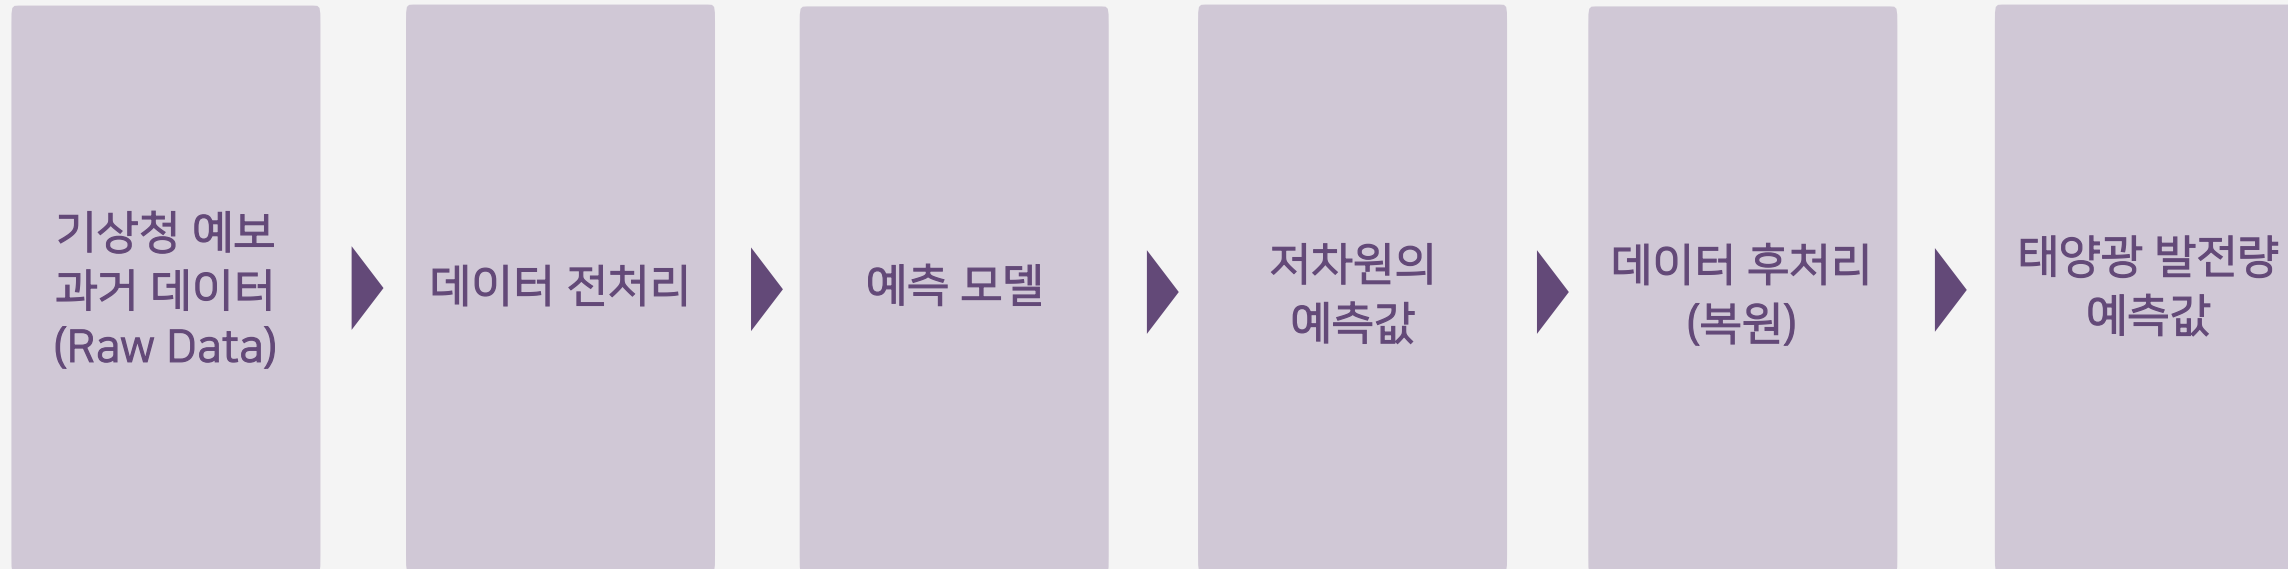 기상청 예보
과거 데이터
(Raw Data)
데이터 전처리
예측 모델
저차원의
예측값
데이터 후처리
(복원)
태양광 발전량
예측값